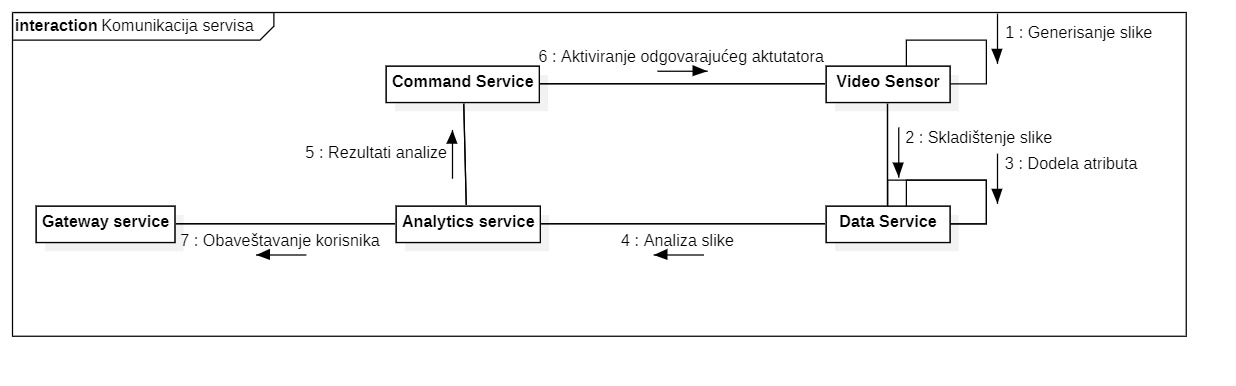 interaction Komunikacija servisa
1 : Generisanje slike
6 : Aktiviranje odgovarajućeg aktutatora
Command Service
Video Sensor
2 : Skladištenje slike
5 : Rezultati analize
3 : Dodela atributa
Gateway service
Analytics service
Data Service
7 : Obaveštavanje korisnika
4 : Analiza slike